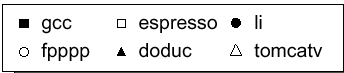 gcc espresso li
fpppp doduc tomcatv